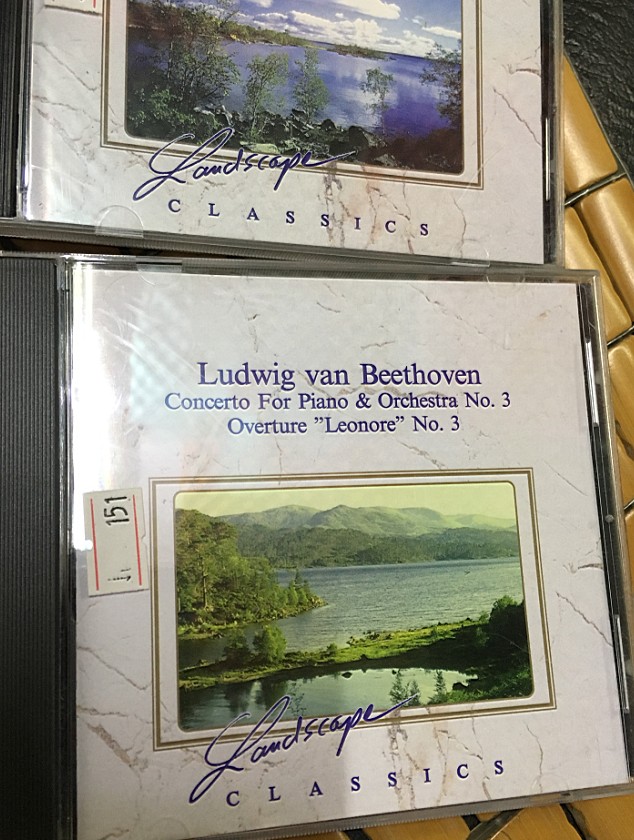 Landscape
CLASSICS
Ludwig van Beethoven
Concerto For Piano & Orchestra No. 3
Overture ”Leonore” No. 3
151
Landscape
CLASSICS